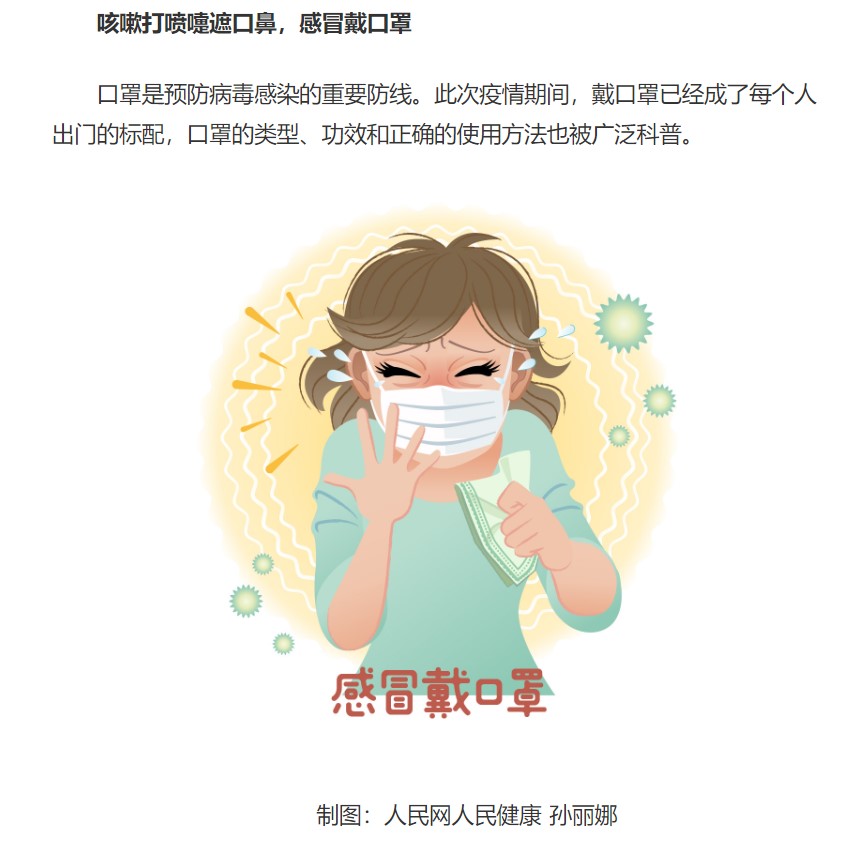 咳嗽打喷嚏遮口鼻，感冒戴口罩
口罩是预防病毒感染的重要防线。此次疫情期间，戴口罩已经成了每个人
出门的标配，口罩的类型、功效和正确的使用方法也被广泛科普。
感冒戴口罩
制图：人民网人民健康 孙丽娜